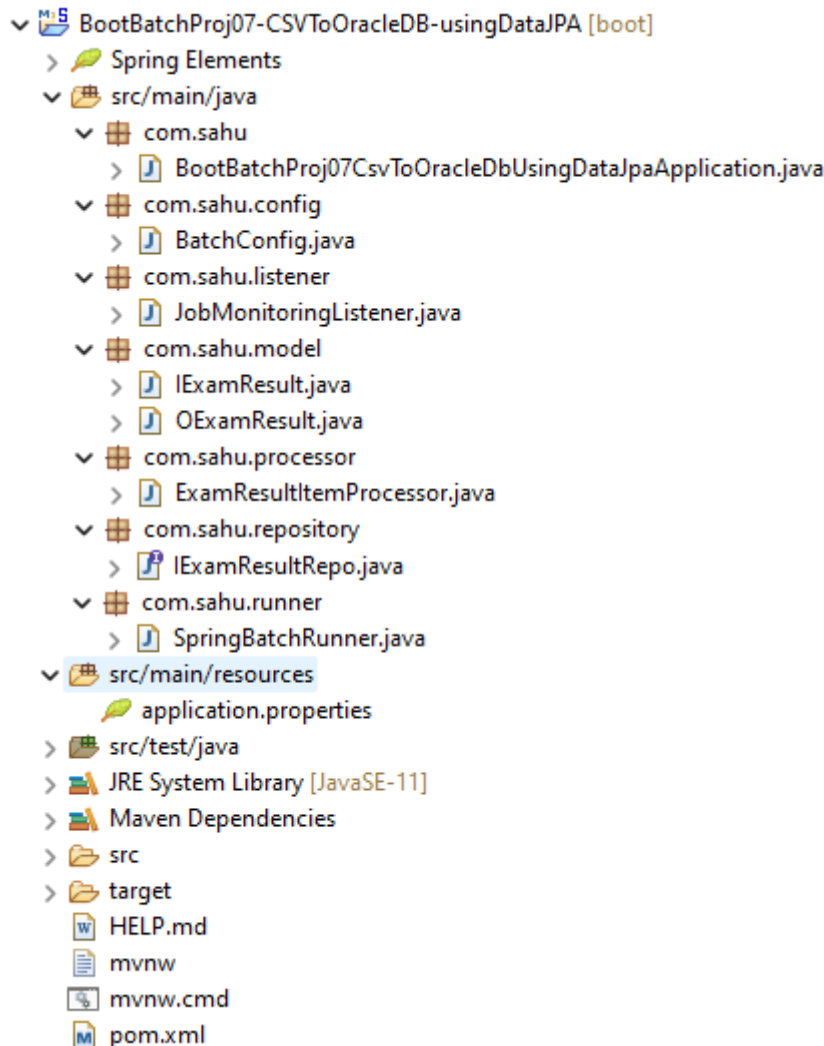 BootBatchProj07-CSVToOracleDB-usingDataJPA [boot]
Spring Elements
src/main/java
com.sahu
BootBatchProj07CsvToOracleDbUsingDataJpaApplication.java
com.sahu.config
BatchConfig.java
com.sahu.listener
JobMonitoringListener.java
com.sahu.model
IExamResult.java
OExamResult.java
com.sahu.processor
ExamResultItemProcessor.java
com.sahu.repository
IExamResultRepo.java
com.sahu.runner
SpringBatchRunner.java
src/main/resources
application.properties
src/test/java
JRE System Library [JavaSE-11]
Maven Dependencies
src
target
HELP.md
mvnw
mvnw.cmd
pom.xml